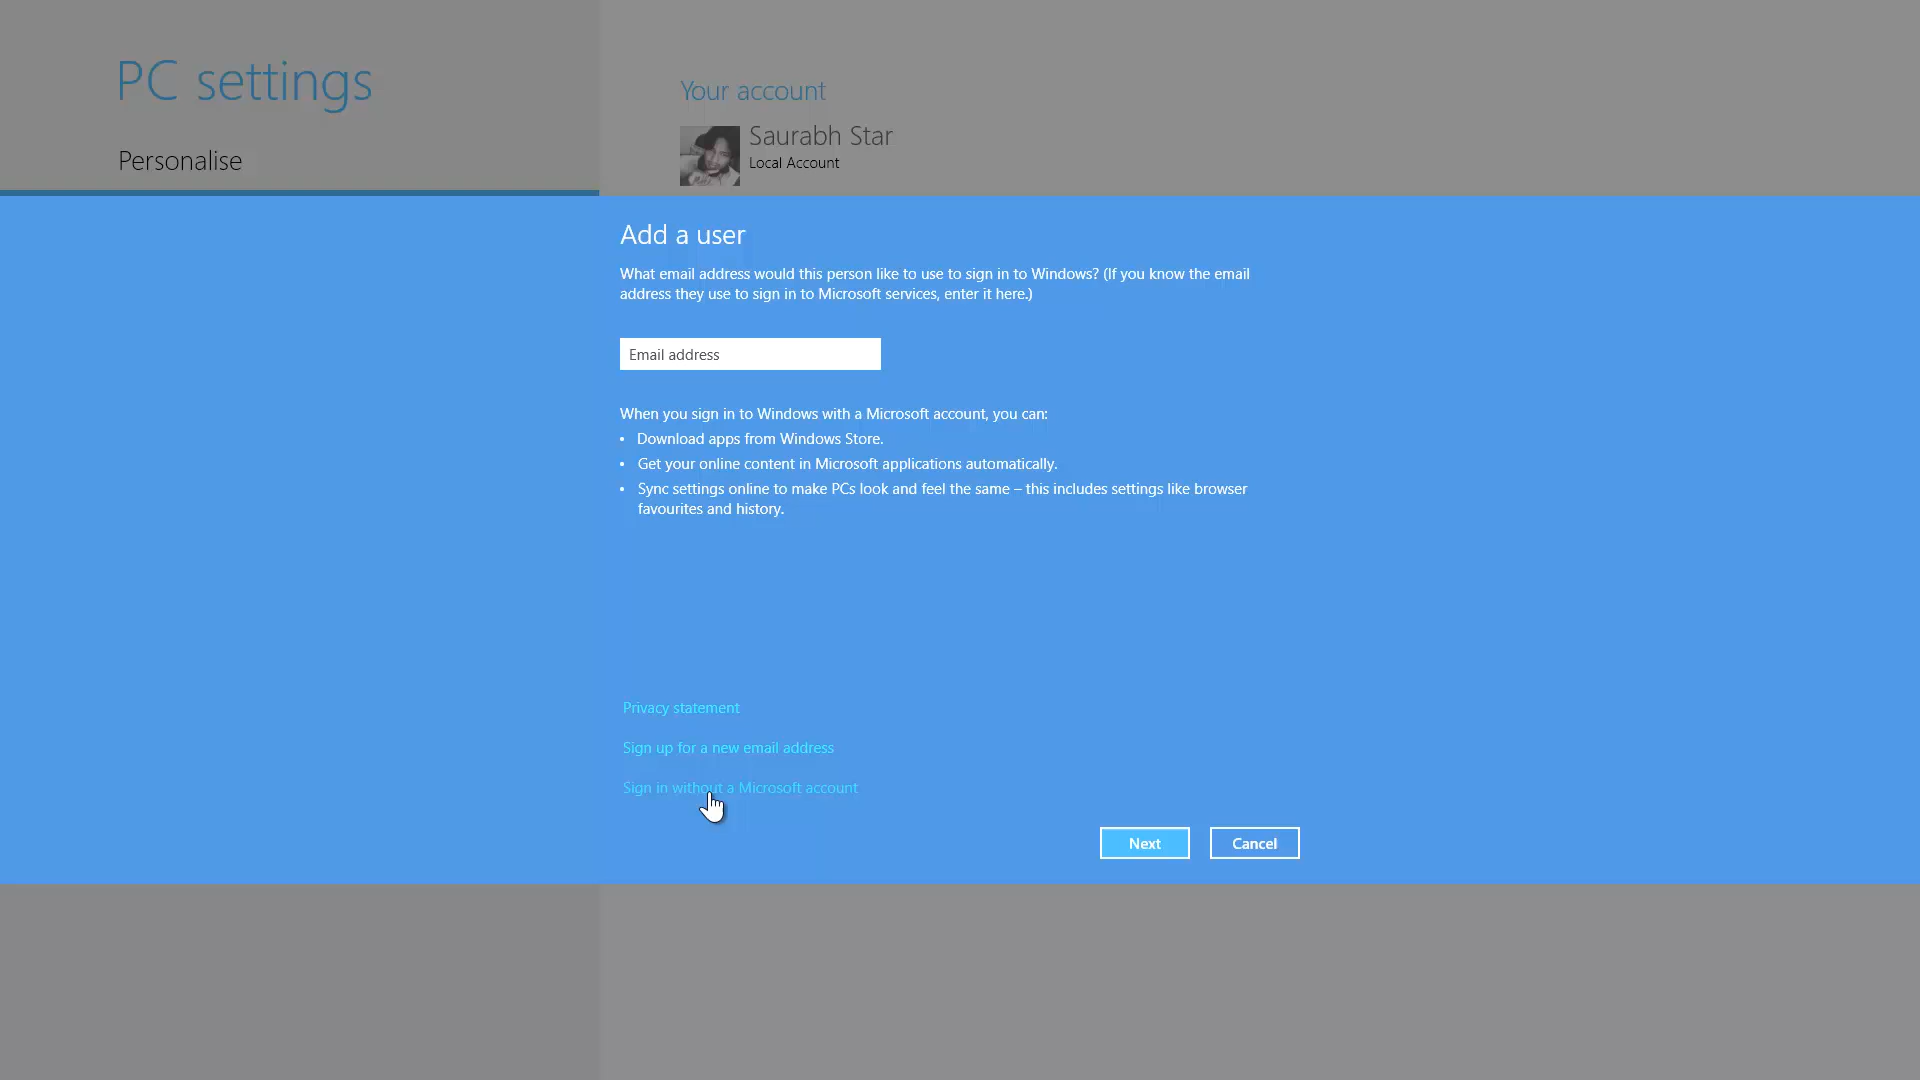 PC settings
Personalise
Your account
Saurabh Star
Local Account
Add a user
What email address would this person like to use to sign in to Windows? (If you know the email
address they use to sign in to Microsoft services, enter it here.)
Email address
When you sign in to Windows with a Microsoft account, you can:
• Download apps from Windows Store.
• Get your online content in Microsoft applications automatically.
• Sync settings online to make PCs look and feel the same – this includes settings like browser
favourites and history.
Privacy statement
Sign up for a new email address
Sign in without a Microsoft account
Next
Cancel